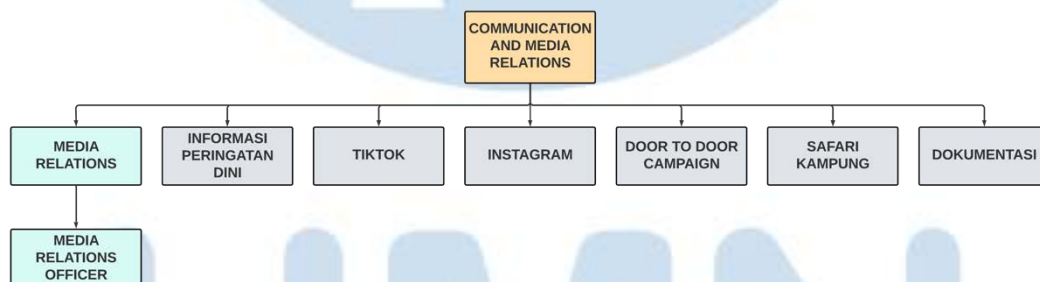 COMMUNICATION
AND MEDIA
RELATIONS
MEDIA
RELATIONS
INFORMASI
PERINGATAN
DINI
TIKTOK
INSTAGRAM
DOOR TO DOOR
CAMPAIGN
SAFARI
KAMPUNG
DOKUMENTASI
MEDIA
RELATIONS
OFFICER